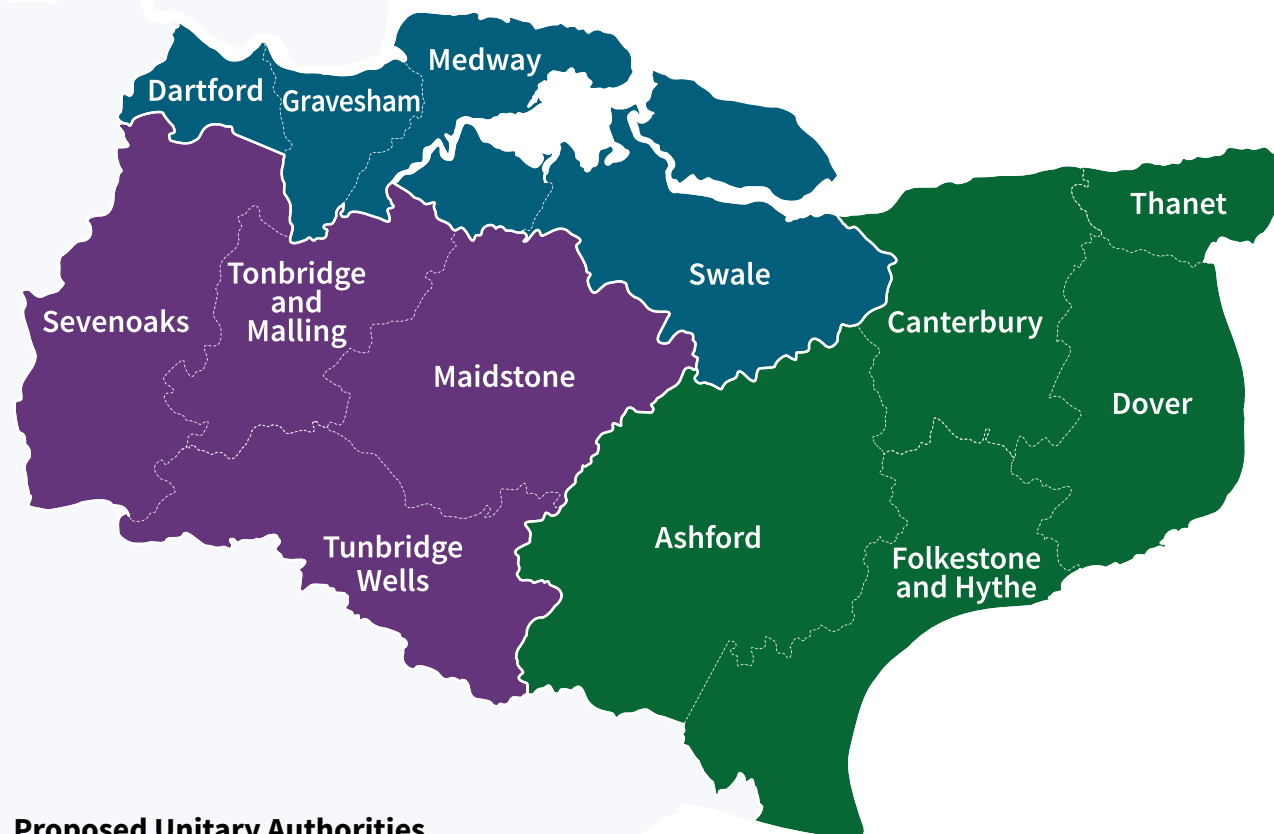 Medway
Dartford
Gravesham
Thanet
Tonbridge
and
Malling
Swale
Sevenoaks
Canterbury
Maidstone
Dover
Ashford
Tunbridge
Wells
Folkestone
and Hythe
Proposed Unitary Authorities